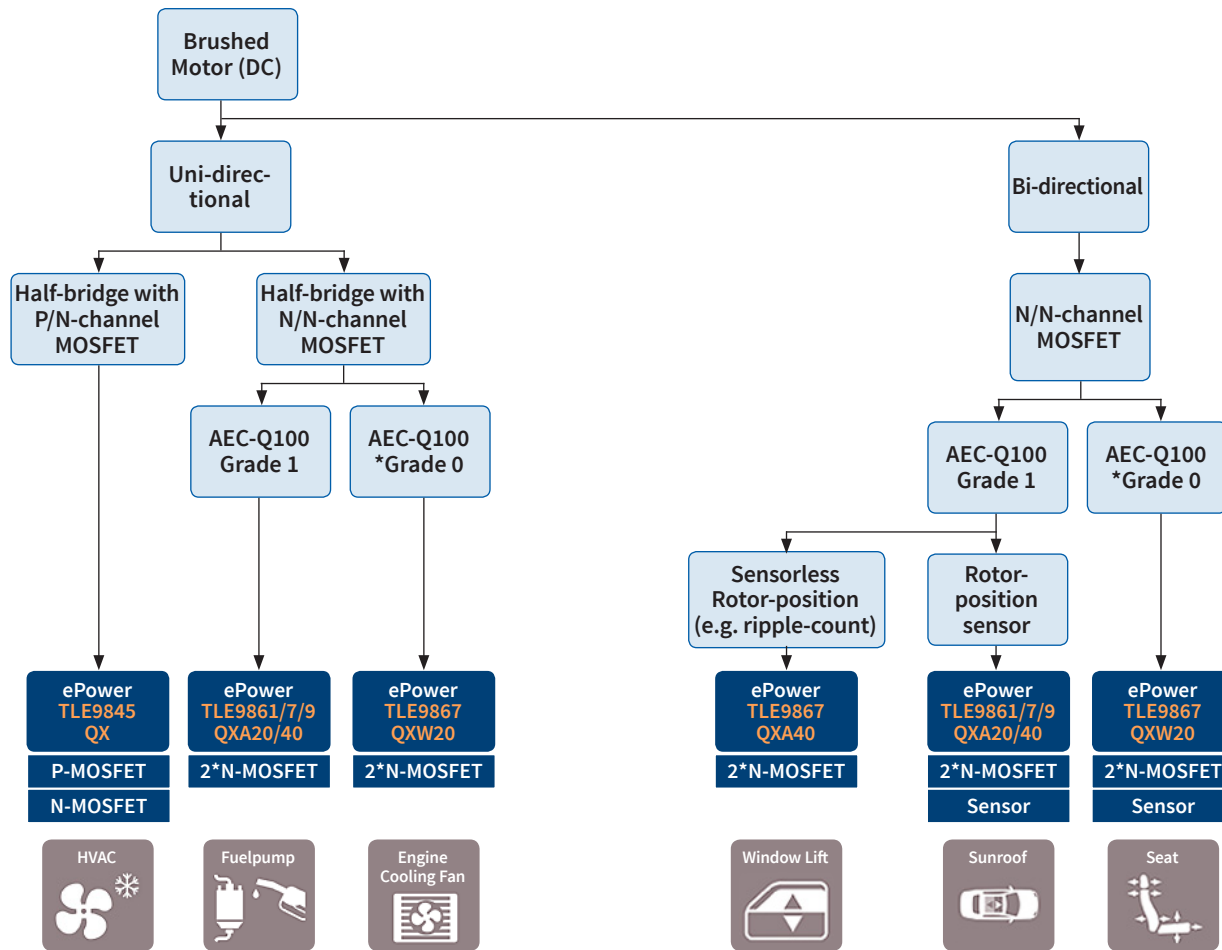 Brushed
Motor (DC)
Uni-direc-
tional
Bi-directional
Half-bridge with
P/N-channel
MOSFET
Half-bridge with
N/N-channel
MOSFET
N/N-channel
MOSFET
AEC-Q100
Grade 1
AEC-Q100
*Grade 0
AEC-Q100
Grade 1
AEC-Q100
*Grade 0
Sensorless
Rotor-position
(e.g. ripple-count)
Rotor-
position
sensor
ePower
TLE9845
QX
P-MOSFET
N-MOSFET
ePower
TLE9861/7/9
QXA20/40
2*N-MOSFET
ePower
TLE9867
QXW20
2*N-MOSFET
ePower
TLE9867
QXA40
2*N-MOSFET
ePower
TLE9861/7/9
QXA20/40
2*N-MOSFET
Sensor
ePower
TLE9867
QXW20
2*N-MOSFET
Sensor
HVAC
Fuelpump
Engine
Cooling Fan
Window Lift
Sunroof
Seat